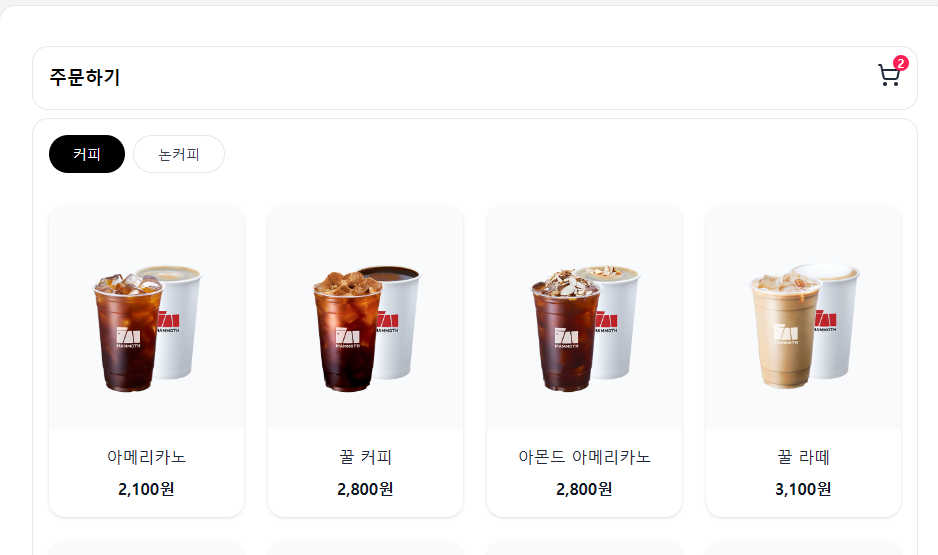 주문하기
2
커피
논커피
MAMMOTH
MAMMOTH
MAMMOTH
MAMMOTH
MAMMOTH
MAMMOTH
MAMMOTH
MAMMOTH
아메리카노
꿀 커피
아몬드 아메리카노
꿀 라떼
2,100원
2,800원
2,800원
3,100원